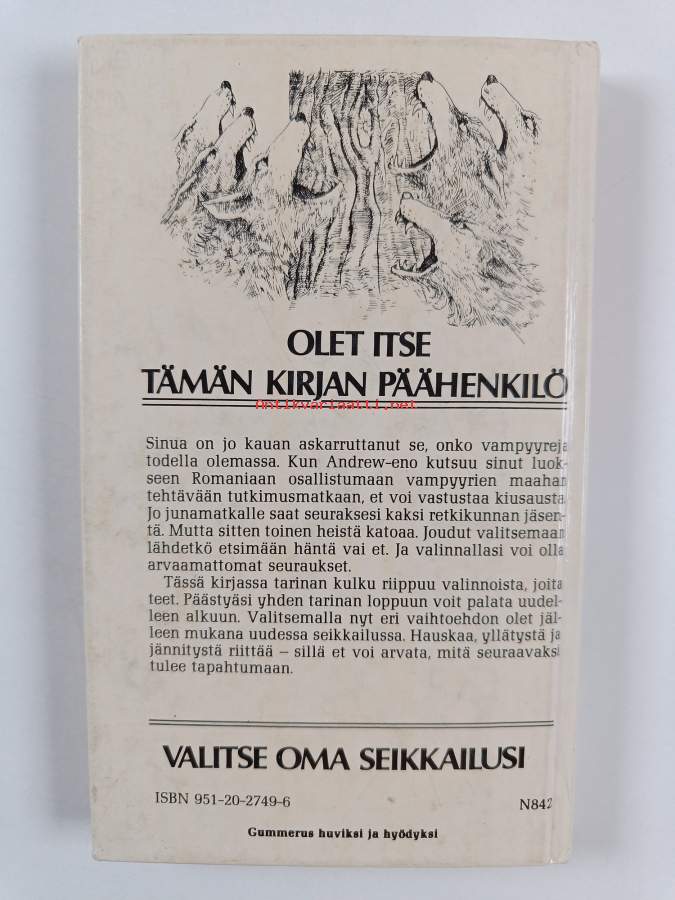 OLET ITSE
TÄMÄN KIRJAN PÄÄHENKILÖ
Antikvariaatti.net
Sinua on jo kauan askarruttanut se, onko vampyyreja
todella olemassa. Kun Andrew-eno kutsuu sinut luok-
seen Romaniaan osallistumaan vampyyrien maahan
tehtävään tutkimusmatkaan, et voi vastustaa kiusausta.
Jo junamatkalle saat seuraksesi kaksi retkikunnan jäsen-
tä. Mutta sitten toinen heistä katoaa. Joudut valitsemaan
lähdetkö etsimään häntä vai et. Ja valinnallasi voi olla
arvaamattomat seuraukset.
Tässä kirjassa tarinan kulku riippuu valinnoista, joita
teet. Päästyäsi yhden tarinan loppuun voit palata uudel-
leen alkuun. Valitsemalla nyt eri vaihtoehdon olet jäl-
leen mukana uudessa seikkailussa. Hauskaa, yllätystä ja
jännitystä riittää – sillä et voi arvata, mitä seuraavaksi
tulee tapahtumaan.
VALITSE OMA SEIKKAILUSI
ISBN 951-20-2749-6 N842
Gummerus huviksi ja hyödyksi